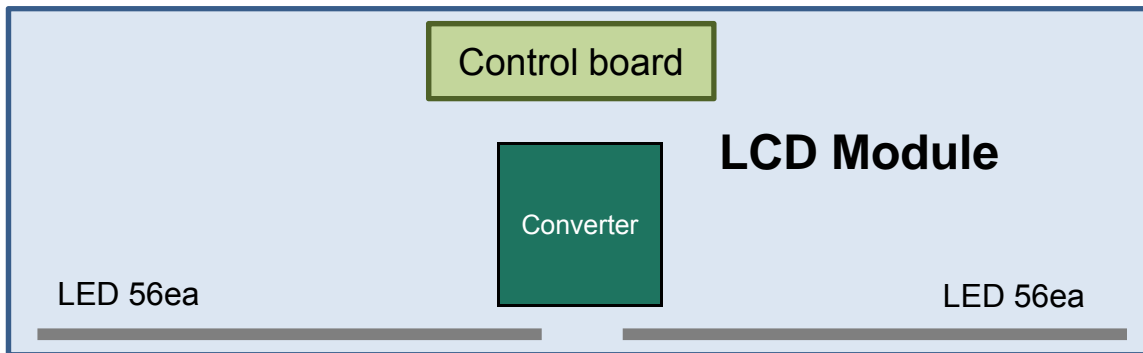 Control board
LCD Module
Converter
LED 56ea
LED 56ea